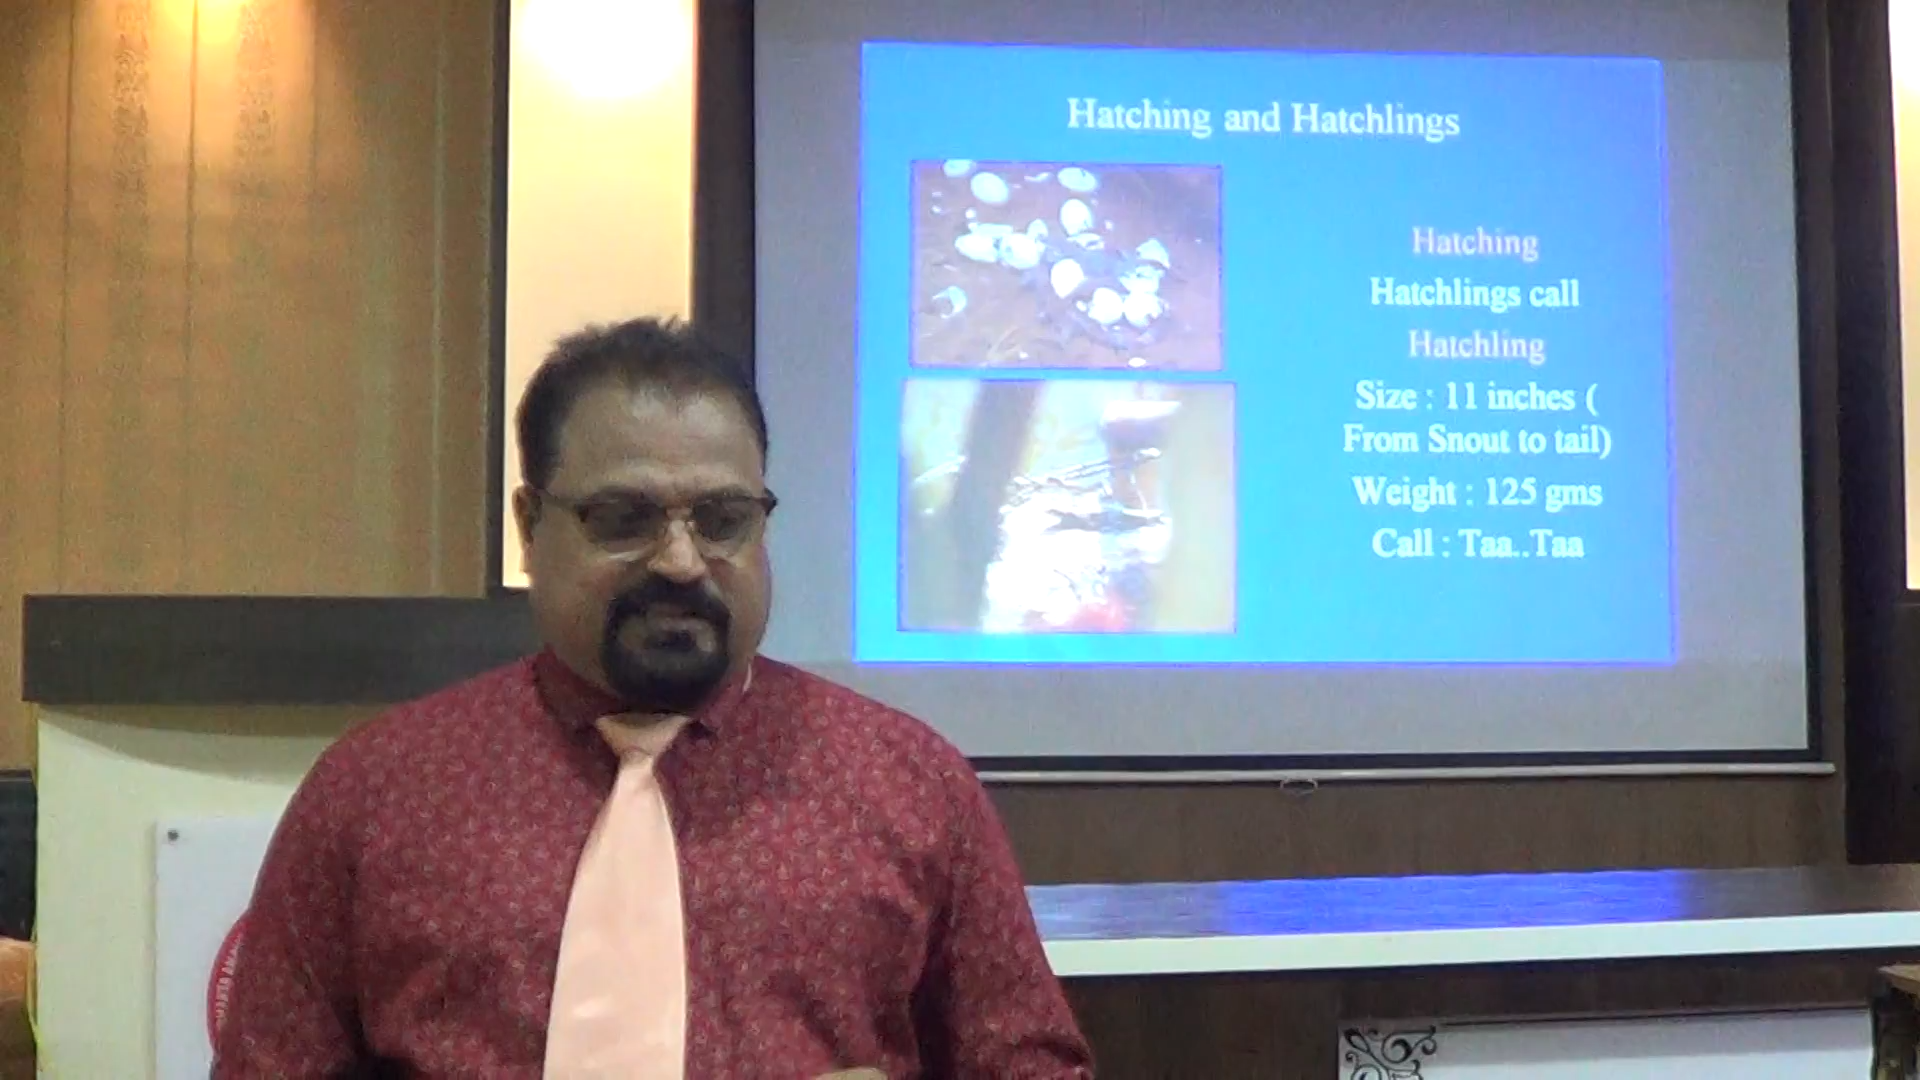 Hatching and Hatchlings
Hatching
Hatchlings call
Hatchling
Size : 11 inches (
From Snout to tail)
Weight : 125 gms
Call : Taa..Taa